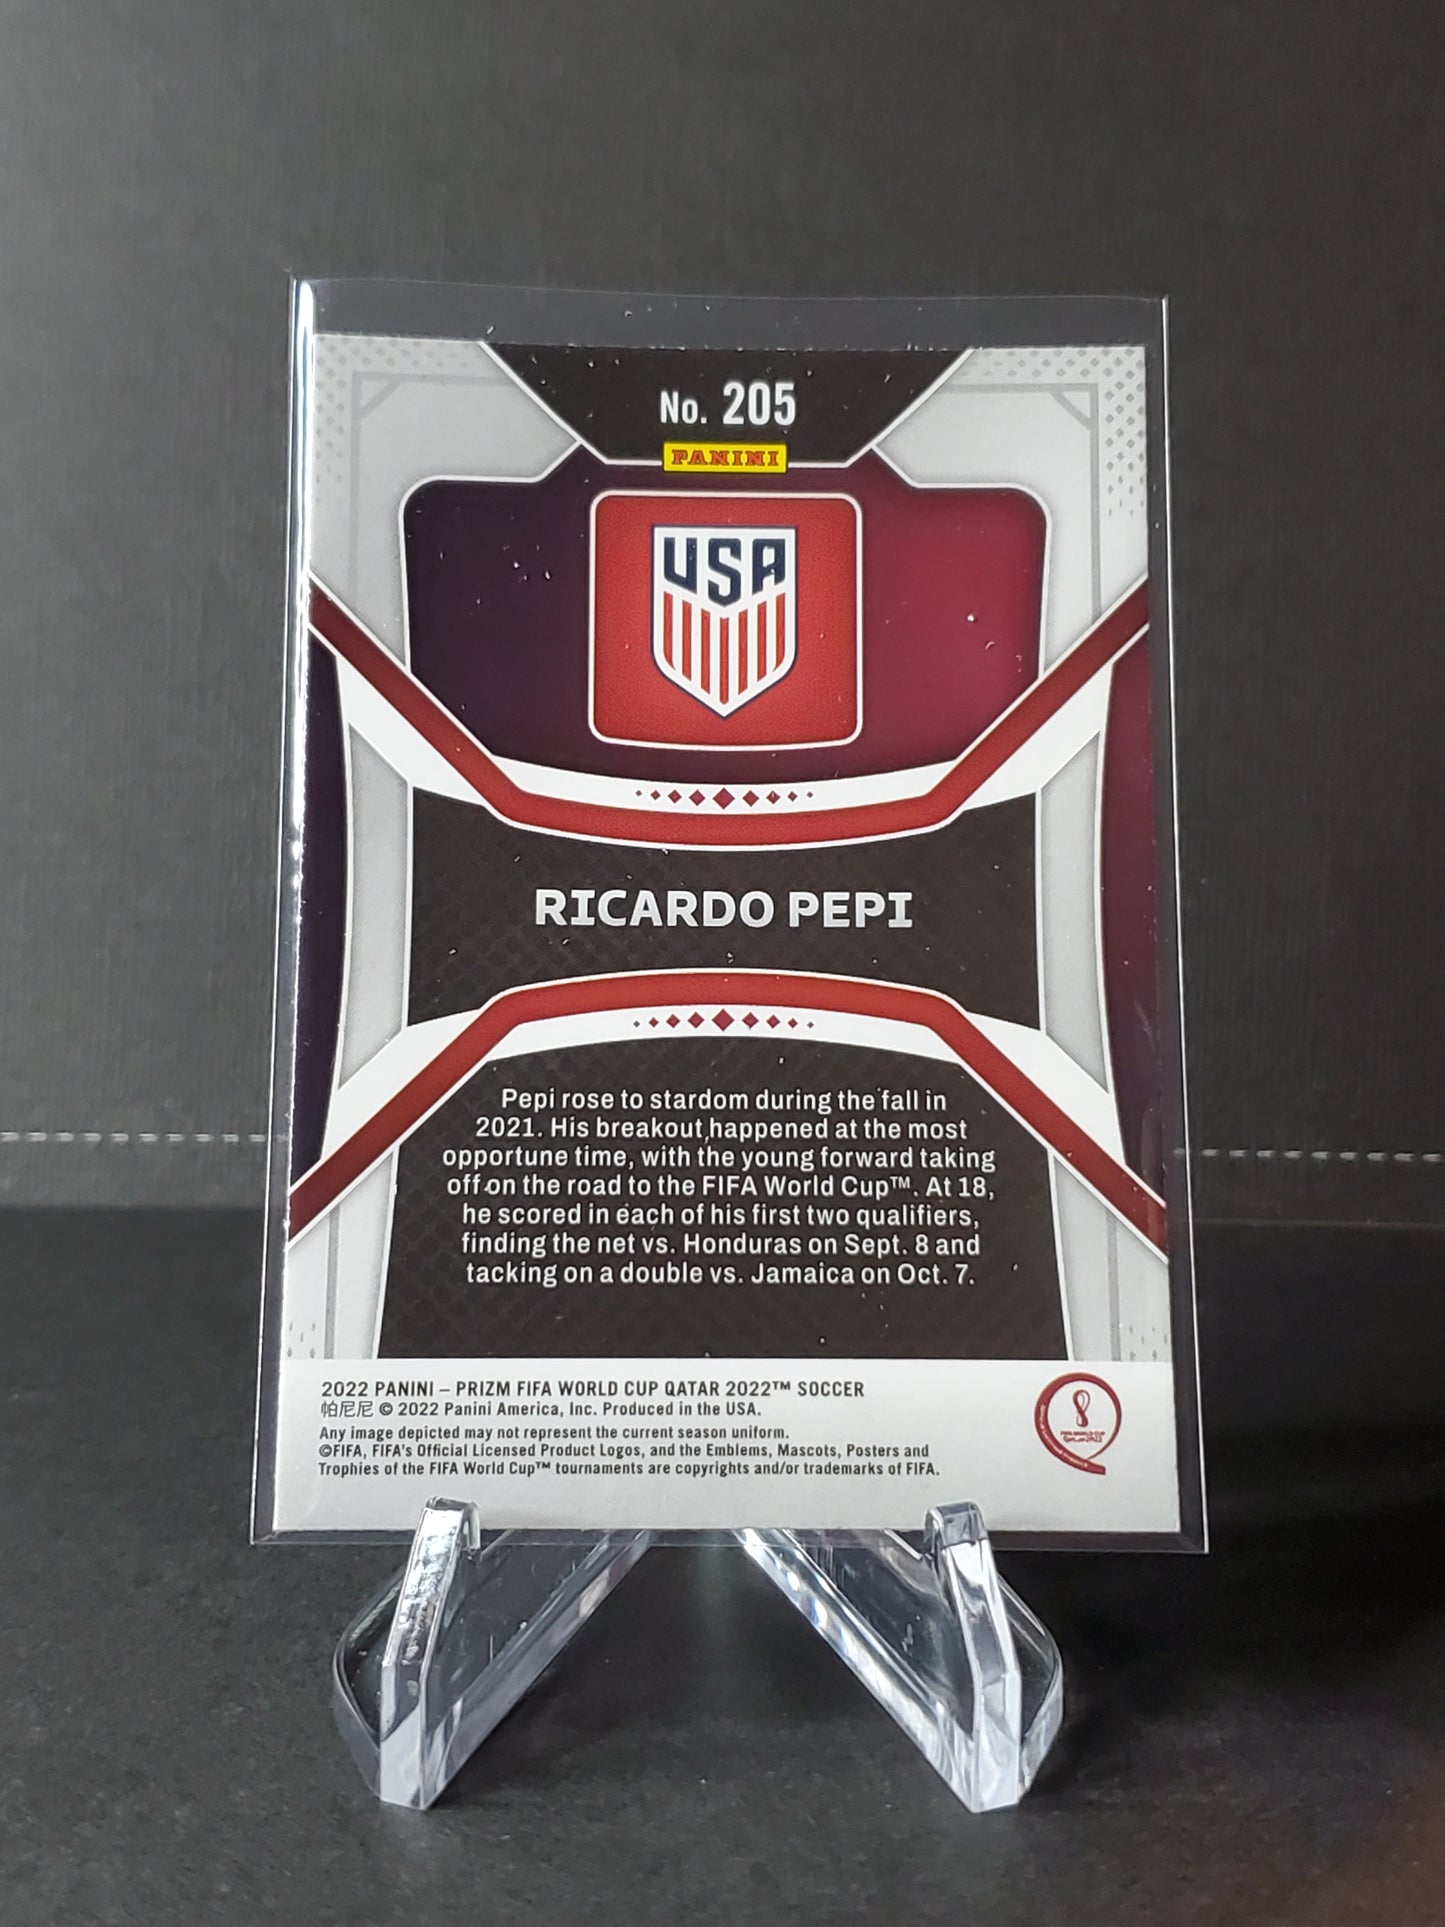 No. 205
PANINI
USA
RICARDO PEPI
Pepi rose to stardom during the fall in
2021. His breakout happened at the most
opportune time, with the young forward taking
off on the road to the FIFA World Cup™. At 18,
he scored in each of his first two qualifiers,
finding the net vs. Honduras on Sept. 8 and
tacking on a double vs. Jamaica on Oct. 7.
2022 PANINI – PRIZM FIFA WORLD CUP QATAR 2022™ SOCCER
帕尼尼 © 2022 Panini America, Inc. Produced in the USA.
Any image depicted may not represent the current season uniform.
©FIFA, FIFA's Official Licensed Product Logos, and the Emblems, Mascots, Posters and
Trophies of the FIFA World Cup™ tournaments are copyrights and/or trademarks of FIFA.
FIFA WORLD CUP
Qatar2022